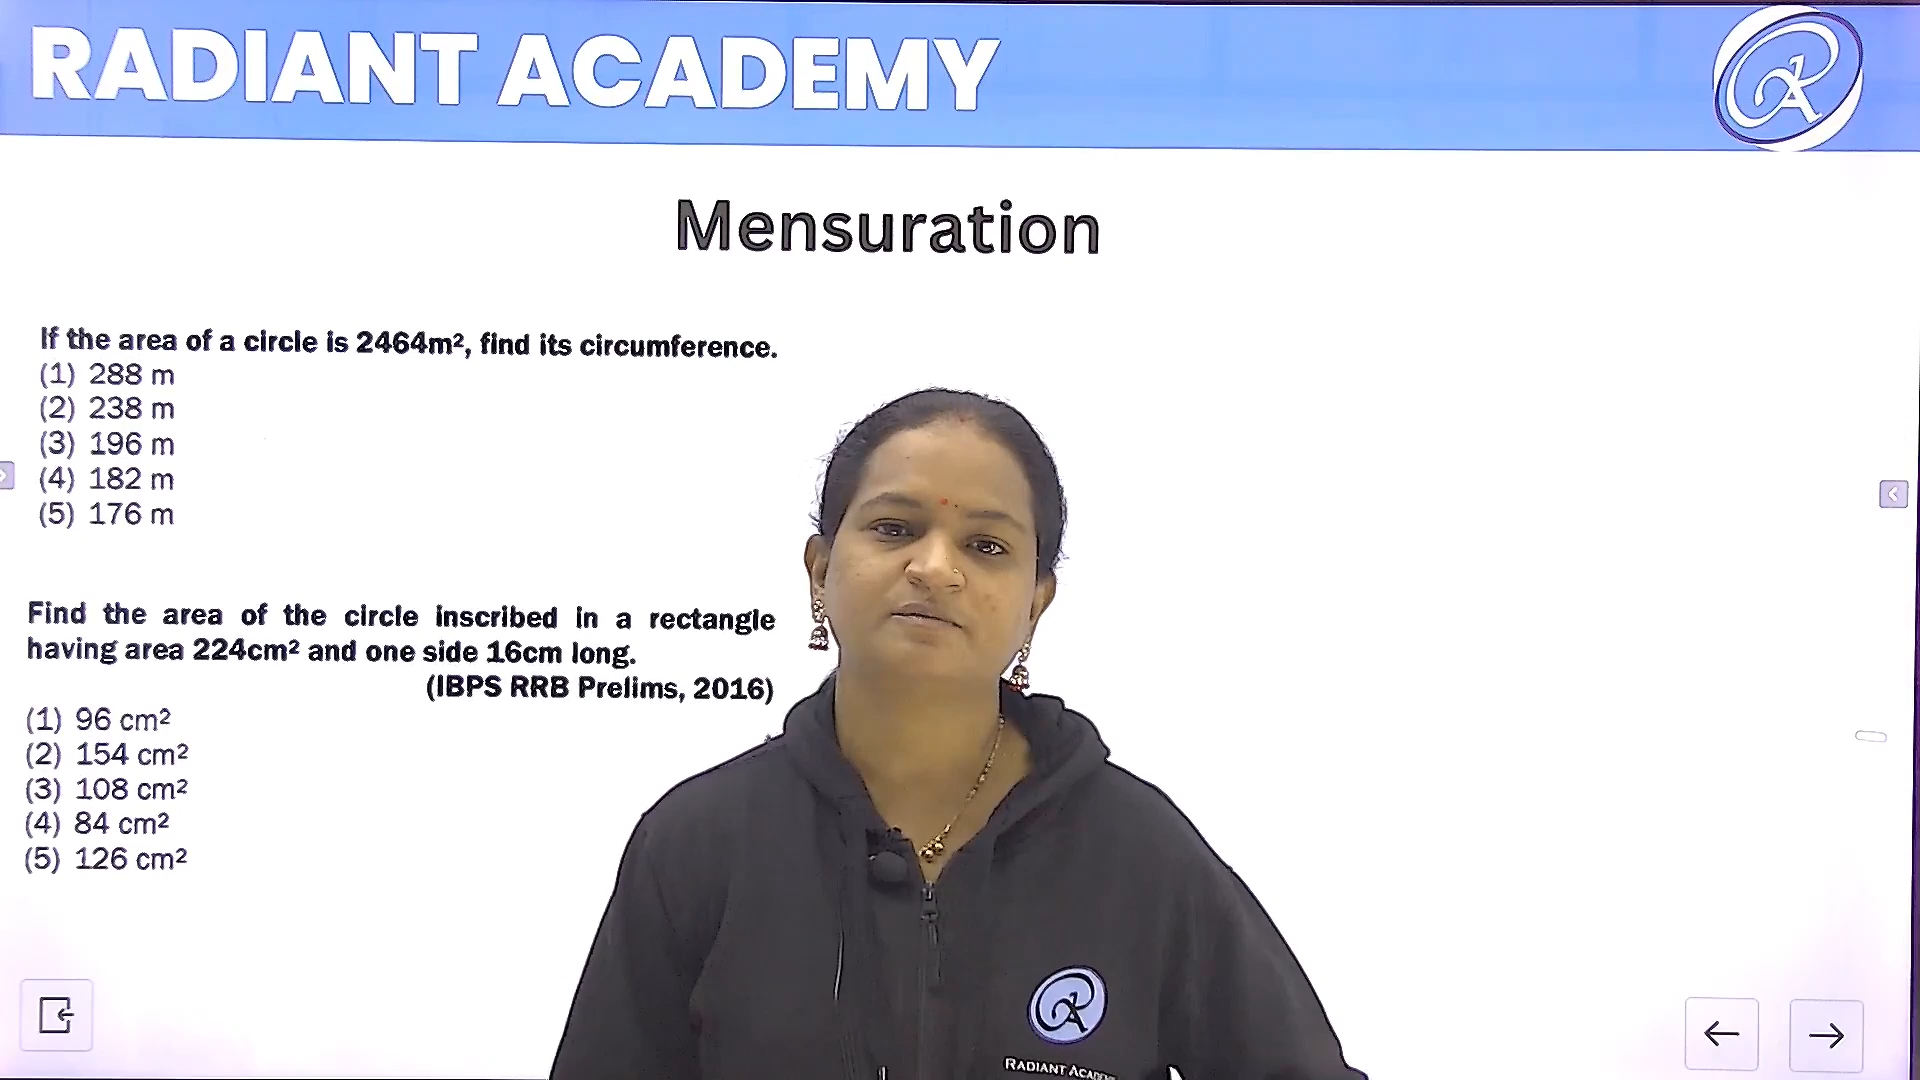 RADIANT ACADEMY
Mensuration
If the area of a circle is 2464m², find its circumference.
(1) 288 m
(2) 238 m
(3) 196 m
(4) 182 m
(5) 176 m
Find the area of the circle inscribed in a rectangle
having area 224cm² and one side 16cm long.
(IBPS RRB Prelims, 2016)
(1) 96 cm²
(2) 154 cm²
(3) 108 cm²
(4) 84 cm²
(5) 126 cm²
RADIANT